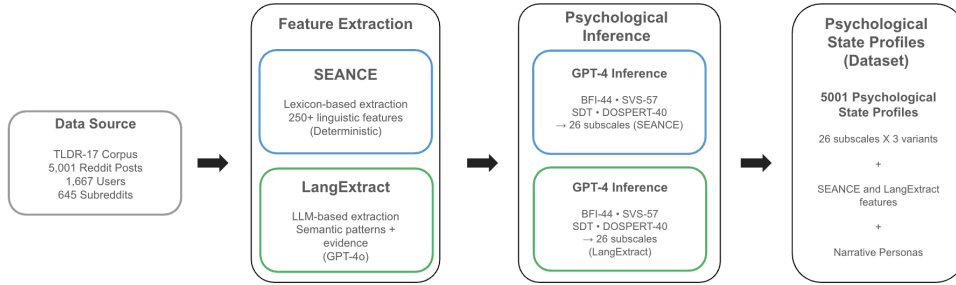 Data Source
TLDR-17 Corpus
5,001 Reddit Posts
1,667 Users
645 Subreddits
Feature Extraction
SEANCE
Lexicon-based extraction
250+ linguistic features
(Deterministic)
LangExtract
LLM-based extraction
Semantic patterns +
evidence
(GPT-4o)
Psychological
Inference
GPT-4 Inference
BFI-44 • SVS-57
SDT • DOSPERT-40
→ 26 subscales (SEANCE)
GPT-4 Inference
BFI-44 • SVS-57
SDT • DOSPERT-40
→ 26 subscales
(LangExtract)
Psychological
State Profiles
(Dataset)
5001 Psychological
State Profiles
26 subscales X 3 variants
+
SEANCE and LangExtract
features
+
Narrative Personas